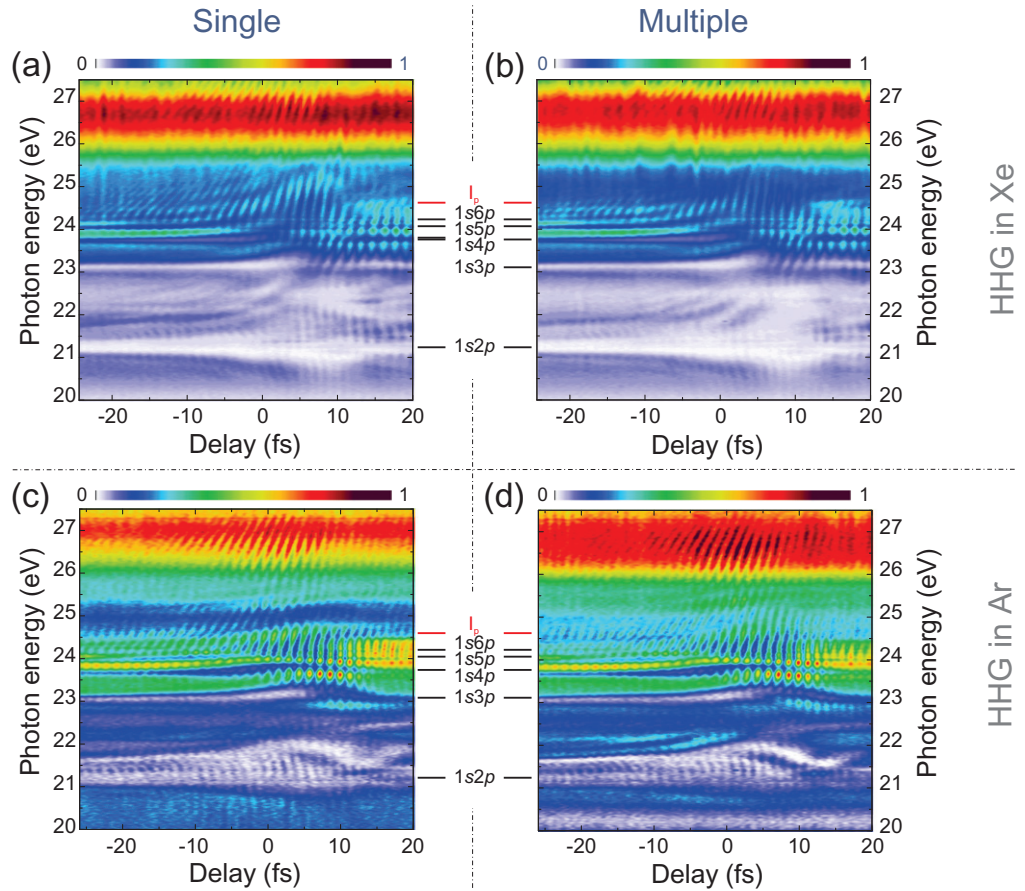 Single
Multiple
(a)
0
1
(b)
0
1
27
26
25
24
23
22
21
20
Photon energy (eV)
-20
-10
0
10
20
Delay (fs)
Ip
1s6p
1s5p
1s4p
1s3p
1s2p
27
26
25
24
23
22
21
20
Photon energy (eV)
-20
-10
0
10
20
Delay (fs)
HHG in Xe
(c)
0
1
(d)
0
1
27
26
25
24
23
22
21
20
Photon energy (eV)
-20
-10
0
10
20
Delay (fs)
Ip
1s6p
1s5p
1s4p
1s3p
1s2p
27
26
25
24
23
22
21
20
Photon energy (eV)
-20
-10
0
10
20
Delay (fs)
HHG in Ar